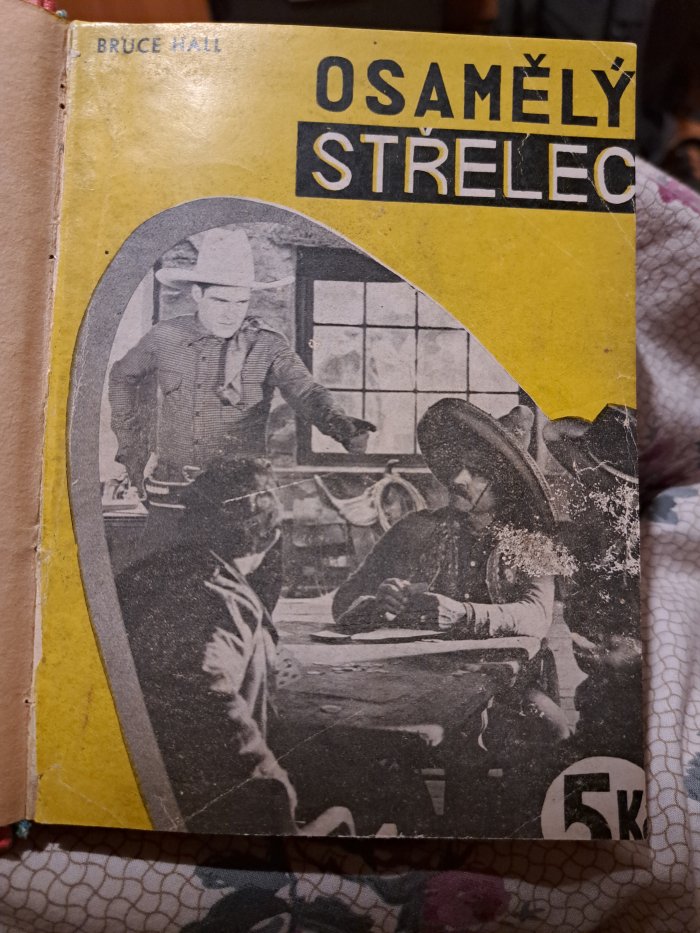 BRUCE HALL
OSAMĚLÝ
STŘELEC
5 Kč